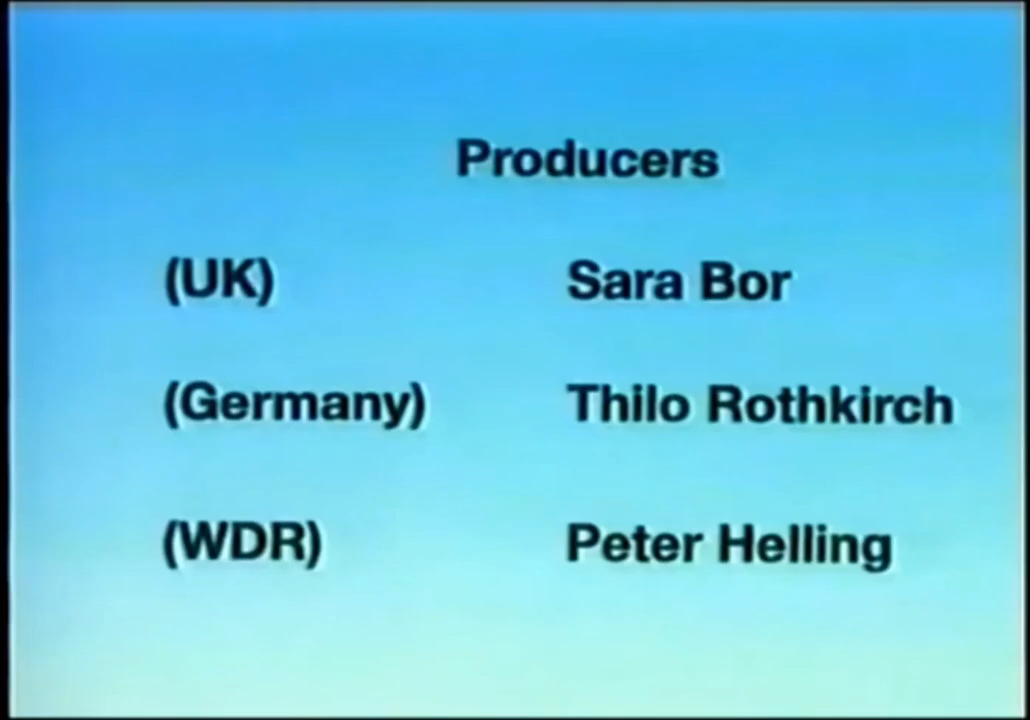 Producers
(UK) Sara Bor
(Germany) Thilo Rothkirch
(WDR) Peter Helling